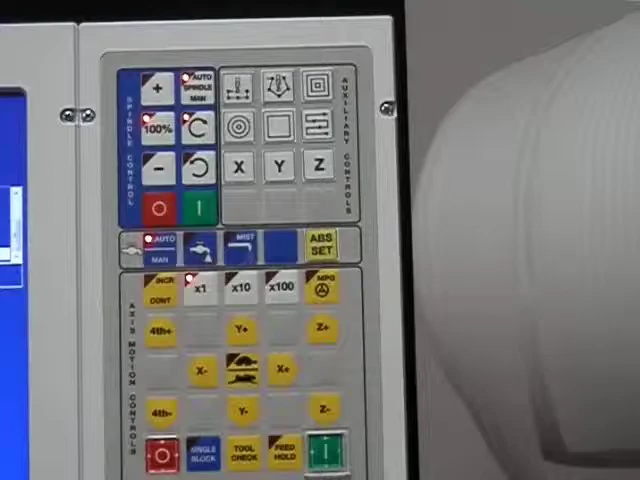 SPINDLE CONTROL
+
AUTO
SPINDLE
MAN
100%
-
O
I
AUXILIARY CONTROLS
X
Y
Z
AUTO
MAN
MIST
ABS
SET
INCR
CONT
x1
x10
x100
MPG
AXIS MOTION CONTROLS
4th+
Y+
Z+
X-
X+
4th-
Y-
Z-
O
SINGLE
BLOCK
TOOL
CHECK
FEED
HOLD
I